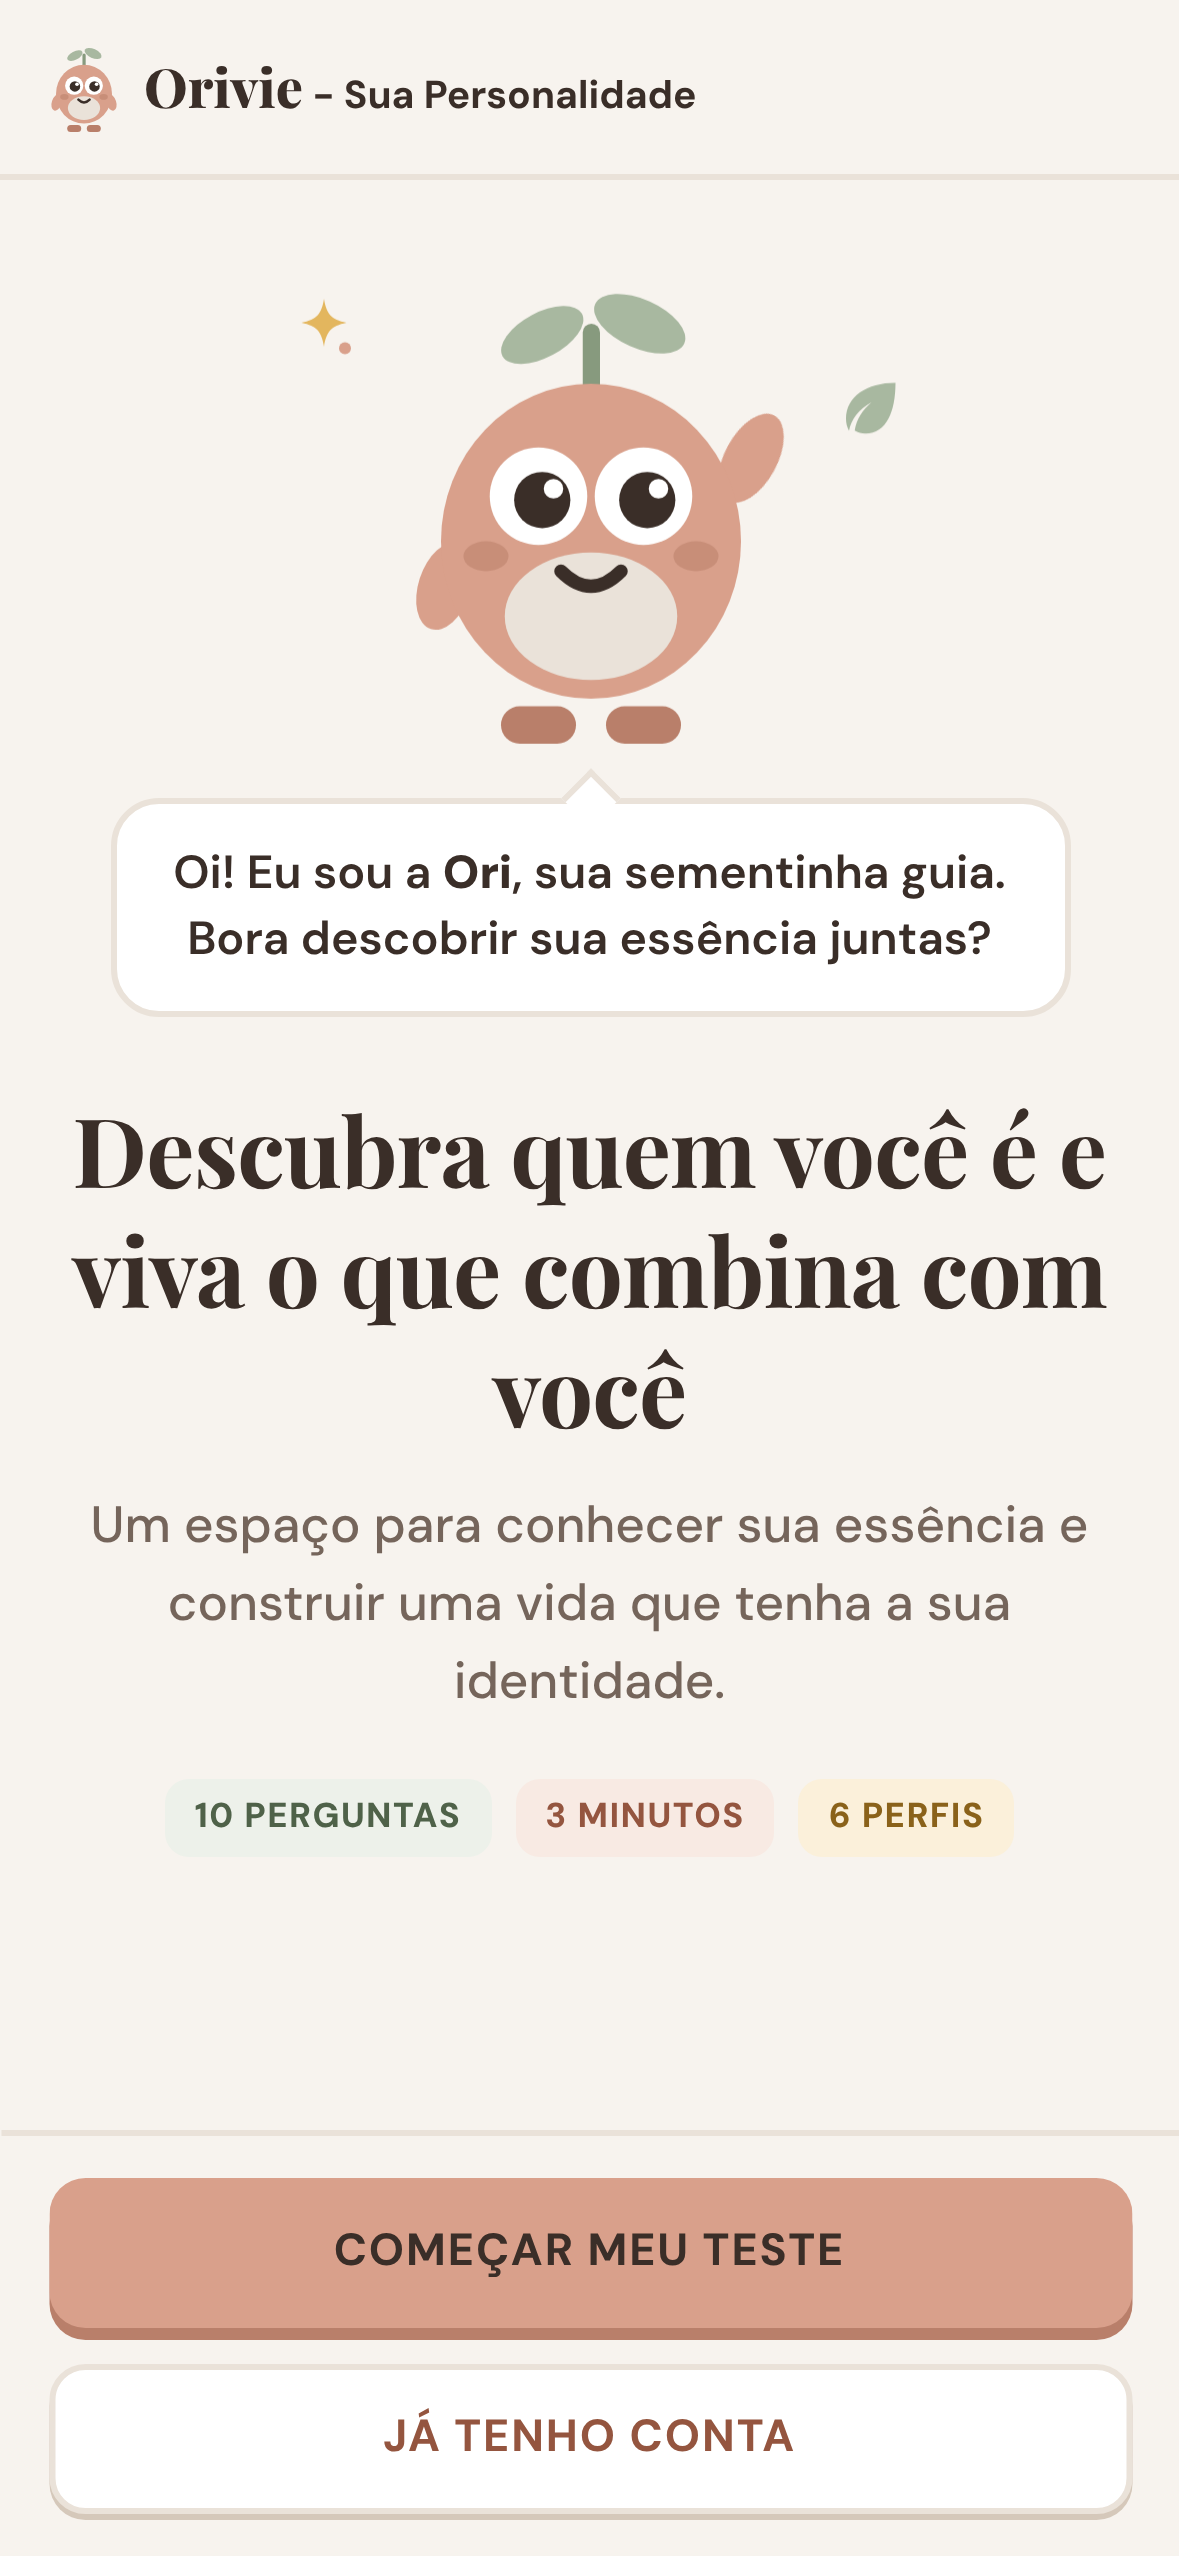 Orivie - Sua Personalidade
Oi! Eu sou a Ori, sua sementinha guia.
Bora descobrir sua essência juntas?
Descubra quem você é e
viva o que combina com
você
Um espaço para conhecer sua essência e
construir uma vida que tenha a sua
identidade.
10 PERGUNTAS 3 MINUTOS 6 PERFIS
COMEÇAR MEU TESTE
JÁ TENHO CONTA